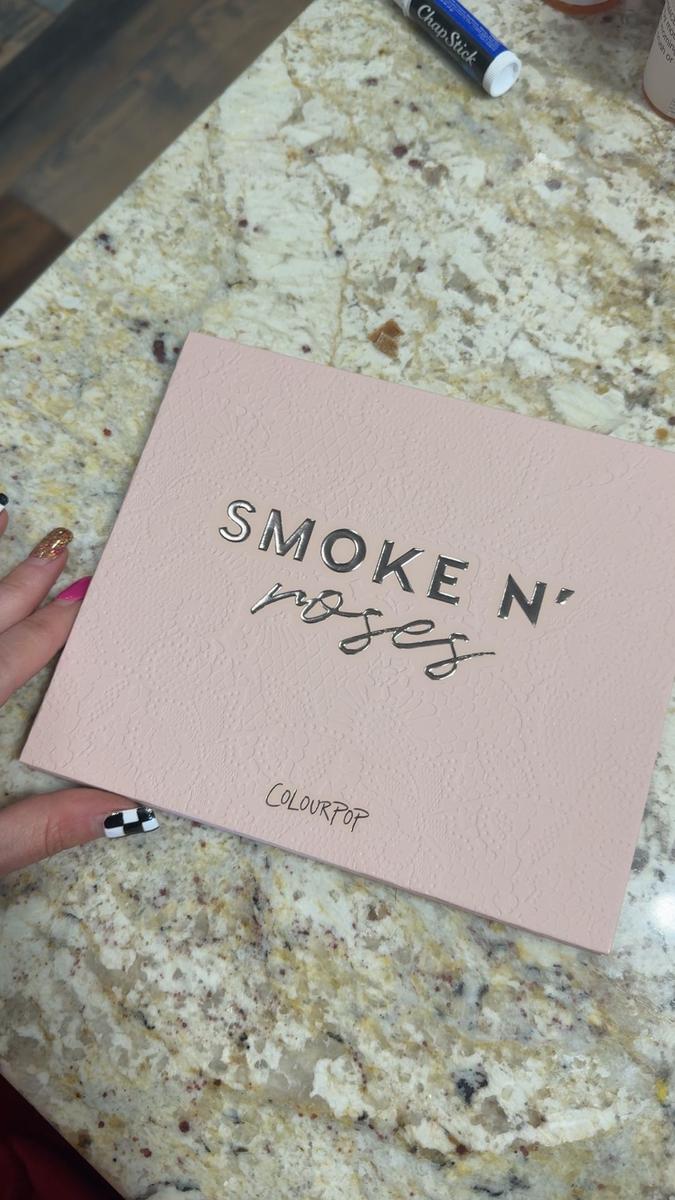 ChapStick
SMOKE N'
roses
COLOURPOP